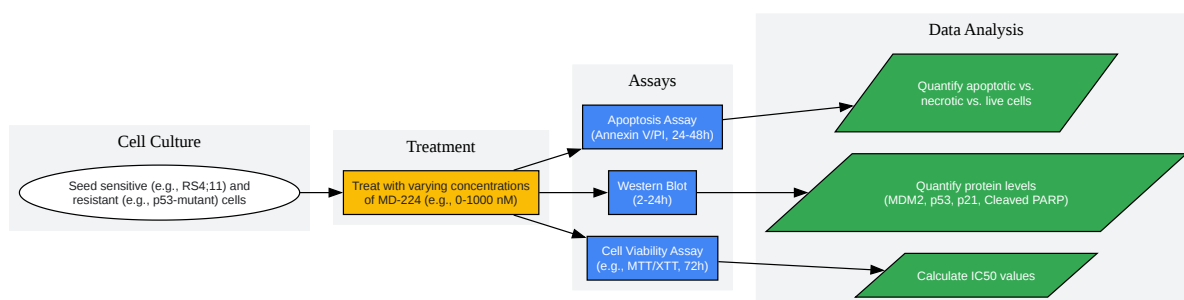 Cell Culture
Seed sensitive (e.g., RS4;11) and
resistant (e.g., p53-mutant) cells
Treatment
Treat with varying concentrations
of MD-224 (e.g., 0-1000 nM)
Assays
Apoptosis Assay
(Annexin V/PI, 24-48h)
Western Blot
(2-24h)
Cell Viability Assay
(e.g., MTT/XTT, 72h)
Data Analysis
Quantify apoptotic vs.
necrotic vs. live cells
Quantify protein levels
(MDM2, p53, p21, Cleaved PARP)
Calculate IC50 values